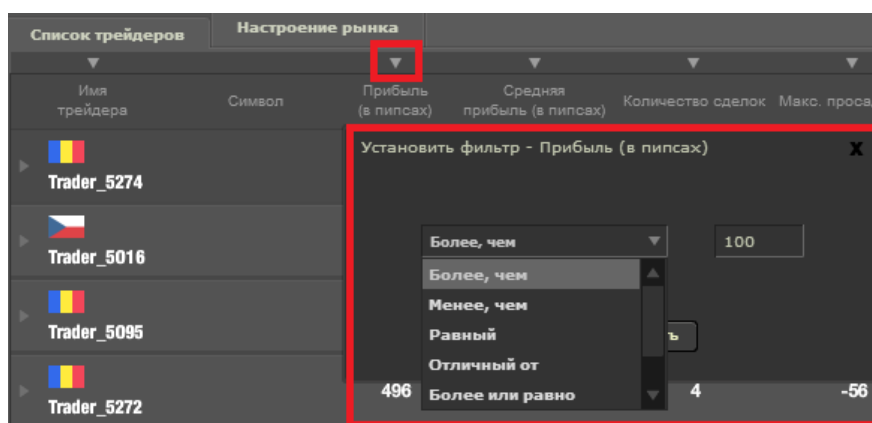 Список трейдеров
Настроение рынка
Имя
трейдера
Символ
Прибыль
(в пипсах)
Средняя
прибыль (в пипсах)
Количество сделок
Макс.
Установить фильтр - Прибыль (в пипсах)
X
Trader_5274
Trader_5016
Более, чем
100
Более, чем
Менее, чем
Равный
Отличный от
Более или равно
Trader_5095
496
4
-56
Trader_5272